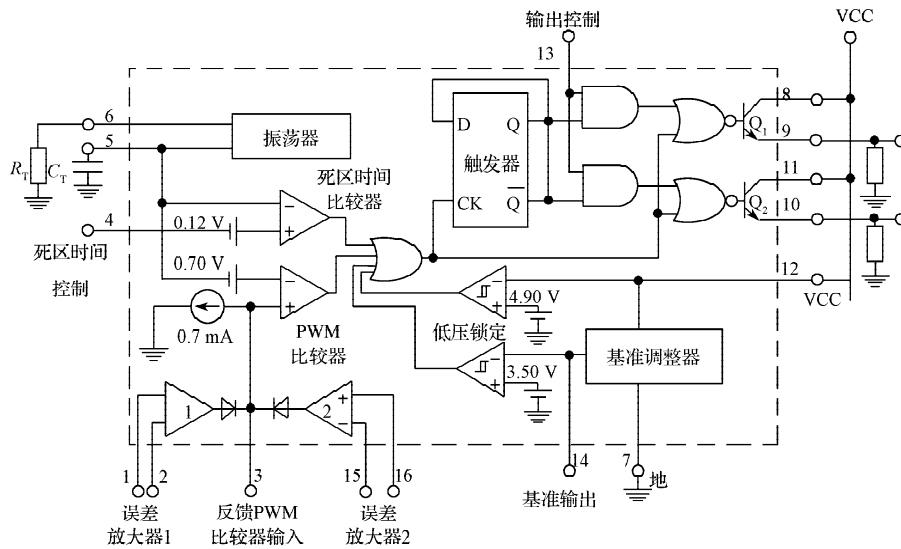 输出控制
13
VCC
8
Q1
9
11
Q2
10
12
VCC
6
5
RT
CT
振荡器
D
Q
触发器
CK
Q̅
4
死区时间
控制
死区时间
比较器
0.12 V
0.70 V
0.7 mA
PWM
比较器
4.90 V
低压锁定
3.50 V
基准调整器
1
2
1
2
3
15
16
14
7
地
误差
放大器1
反馈PWM
比较器输入
误差
放大器2
基准输出